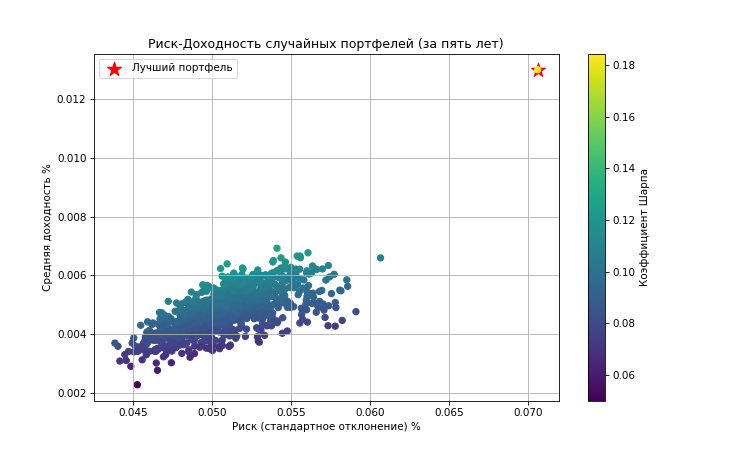 Риск-Доходность случайных портфелей (за пять лет)
Лучший портфель
0.012
0.010
0.008
0.006
0.004
0.002
Средняя доходность %
0.045 0.050 0.055 0.060 0.065 0.070
Риск (стандартное отклонение) %
0.18
0.16
0.14
0.12
0.10
0.08
0.06
Коэффициент Шарпа